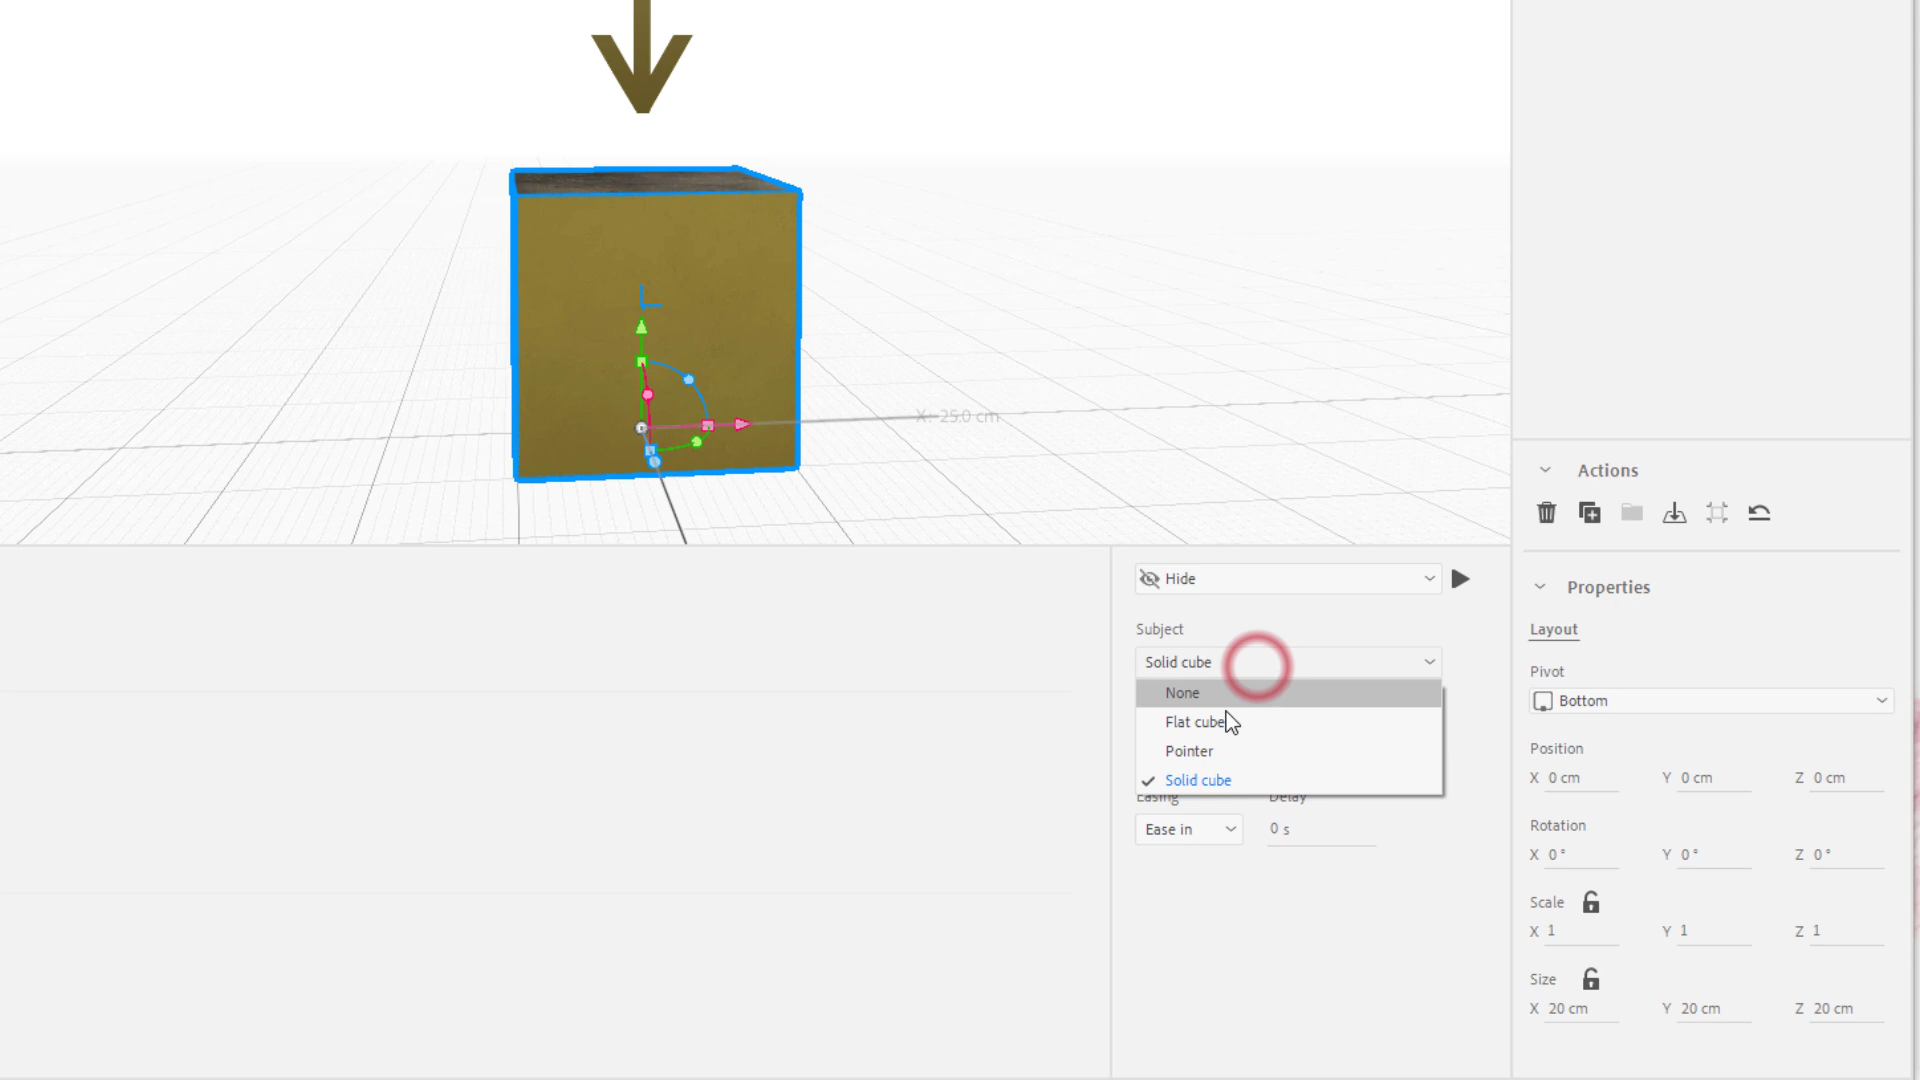 X: -25.0 cm
Hide
Subject
Solid cube
None
Flat cube
Pointer
Solid cube
Easing Delay
Ease in 0 s
Actions
Properties
Layout
Pivot
Bottom
Position
X 0 cm Y 0 cm Z 0 cm
Rotation
X 0 ° Y 0 ° Z 0 °
Scale
X 1 Y 1 Z 1
Size
X 20 cm Y 20 cm Z 20 cm